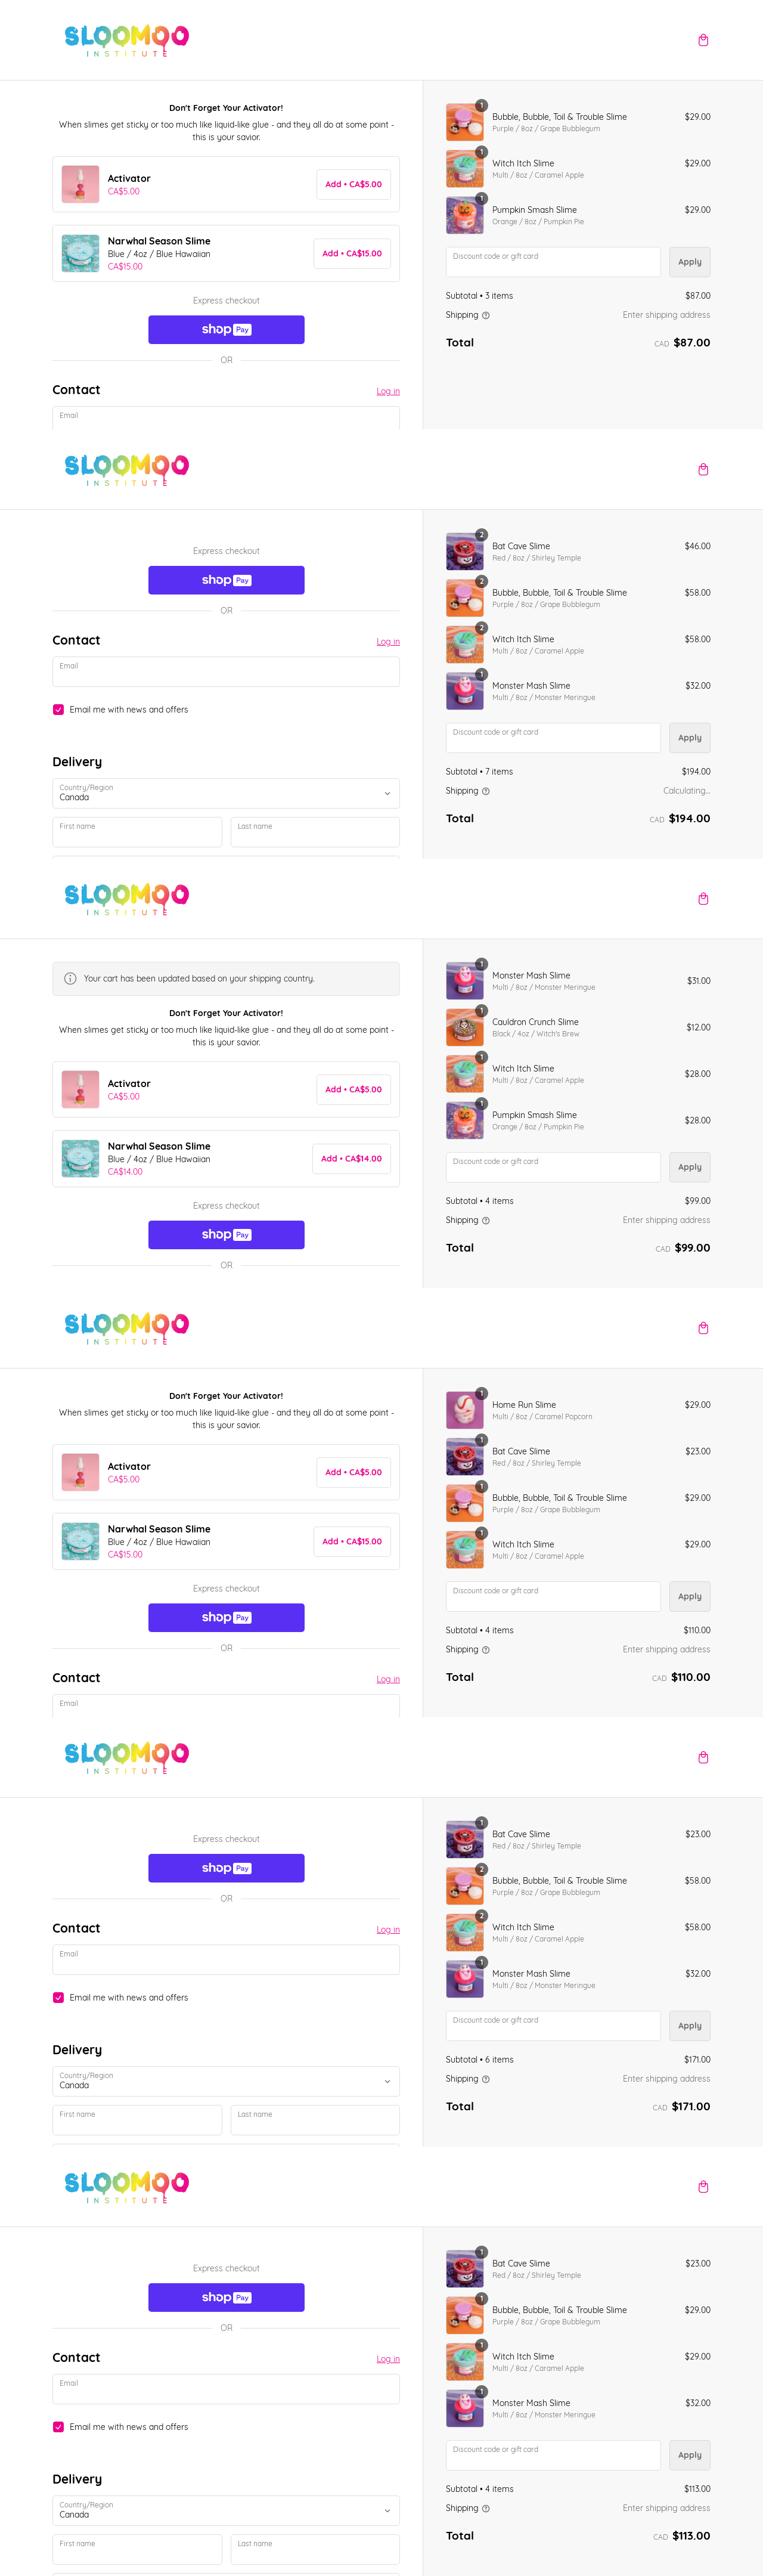 SLOOMOO
INSTITUTE
Don't Forget Your Activator!
When slimes get sticky or too much like liquid-like glue - and they all do at some point -
this is your savior.
Activator
CA$5.00
Add • CA$5.00
Narwhal Season Slime
Blue / 4oz / Blue Hawaiian
CA$15.00
Add • CA$15.00
Express checkout
shop Pay
OR
Contact
Log in
Email
1
Bubble, Bubble, Toil & Trouble Slime
$29.00
Purple / 8oz / Grape Bubblegum
1
Witch Itch Slime
$29.00
Multi / 8oz / Caramel Apple
1
Pumpkin Smash Slime
$29.00
Orange / 8oz / Pumpkin Pie
Discount code or gift card
Apply
Subtotal • 3 items
$87.00
Shipping
Enter shipping address
Total
CAD $87.00
SLOOMOO
INSTITUTE
Express checkout
shop Pay
OR
Contact
Log in
Email
Email me with news and offers
Delivery
Country/Region
Canada
First name
Last name
2
Bat Cave Slime
$46.00
Red / 8oz / Shirley Temple
2
Bubble, Bubble, Toil & Trouble Slime
$58.00
Purple / 8oz / Grape Bubblegum
2
Witch Itch Slime
$58.00
Multi / 8oz / Caramel Apple
1
Monster Mash Slime
$32.00
Multi / 8oz / Monster Meringue
Discount code or gift card
Apply
Subtotal • 7 items
$194.00
Shipping
Calculating...
Total
CAD $194.00
SLOOMOO
INSTITUTE
Your cart has been updated based on your shipping country.
Don't Forget Your Activator!
When slimes get sticky or too much like liquid-like glue - and they all do at some point -
this is your savior.
Activator
CA$5.00
Add • CA$5.00
Narwhal Season Slime
Blue / 4oz / Blue Hawaiian
CA$14.00
Add • CA$14.00
Express checkout
shop Pay
OR
1
Monster Mash Slime
$31.00
Multi / 8oz / Monster Meringue
1
Cauldron Crunch Slime
$12.00
Black / 4oz / Witch's Brew
1
Witch Itch Slime
$28.00
Multi / 8oz / Caramel Apple
1
Pumpkin Smash Slime
$28.00
Orange / 8oz / Pumpkin Pie
Discount code or gift card
Apply
Subtotal • 4 items
$99.00
Shipping
Enter shipping address
Total
CAD $99.00
SLOOMOO
INSTITUTE
Don't Forget Your Activator!
When slimes get sticky or too much like liquid-like glue - and they all do at some point -
this is your savior.
Activator
CA$5.00
Add • CA$5.00
Narwhal Season Slime
Blue / 4oz / Blue Hawaiian
CA$15.00
Add • CA$15.00
Express checkout
shop Pay
OR
Contact
Log in
Email
1
Home Run Slime
$29.00
Multi / 8oz / Caramel Popcorn
1
Bat Cave Slime
$23.00
Red / 8oz / Shirley Temple
1
Bubble, Bubble, Toil & Trouble Slime
$29.00
Purple / 8oz / Grape Bubblegum
1
Witch Itch Slime
$29.00
Multi / 8oz / Caramel Apple
Discount code or gift card
Apply
Subtotal • 4 items
$110.00
Shipping
Enter shipping address
Total
CAD $110.00
SLOOMOO
INSTITUTE
Express checkout
shop Pay
OR
Contact
Log in
Email
Email me with news and offers
Delivery
Country/Region
Canada
First name
Last name
1
Bat Cave Slime
$23.00
Red / 8oz / Shirley Temple
2
Bubble, Bubble, Toil & Trouble Slime
$58.00
Purple / 8oz / Grape Bubblegum
2
Witch Itch Slime
$58.00
Multi / 8oz / Caramel Apple
1
Monster Mash Slime
$32.00
Multi / 8oz / Monster Meringue
Discount code or gift card
Apply
Subtotal • 6 items
$171.00
Shipping
Enter shipping address
Total
CAD $171.00
SLOOMOO
INSTITUTE
Express checkout
shop Pay
OR
Contact
Log in
Email
Email me with news and offers
Delivery
Country/Region
Canada
First name
Last name
1
Bat Cave Slime
$23.00
Red / 8oz / Shirley Temple
1
Bubble, Bubble, Toil & Trouble Slime
$29.00
Purple / 8oz / Grape Bubblegum
1
Witch Itch Slime
$29.00
Multi / 8oz / Caramel Apple
1
Monster Mash Slime
$32.00
Multi / 8oz / Monster Meringue
Discount code or gift card
Apply
Subtotal • 4 items
$113.00
Shipping
Enter shipping address
Total
CAD $113.00